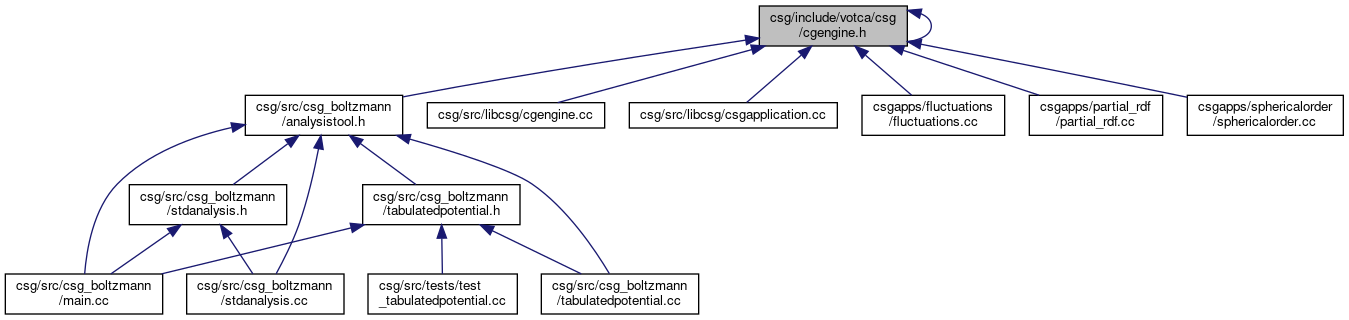 csg/include/votca/csg
/cgengine.h
csg/src/csg_boltzmann
/analysistool.h
csg/src/libcsg/cgengine.cc
csg/src/libcsg/csgapplication.cc
csgapps/fluctuations
/fluctuations.cc
csgapps/partial_rdf
/partial_rdf.cc
csgapps/sphericalorder
/sphericalorder.cc
csg/src/csg_boltzmann
/stdanalysis.h
csg/src/csg_boltzmann
/tabulatedpotential.h
csg/src/csg_boltzmann
/main.cc
csg/src/csg_boltzmann
/stdanalysis.cc
csg/src/tests/test
_tabulatedpotential.cc
csg/src/csg_boltzmann
/tabulatedpotential.cc